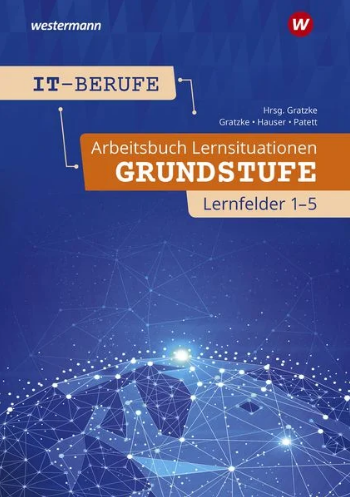 westermann
W
IT-BERUFE
Hrsg. Gratzke
Gratzke • Hauser • Patett
Arbeitsbuch Lernsituationen
GRUNDSTUFE
Lernfelder 1–5